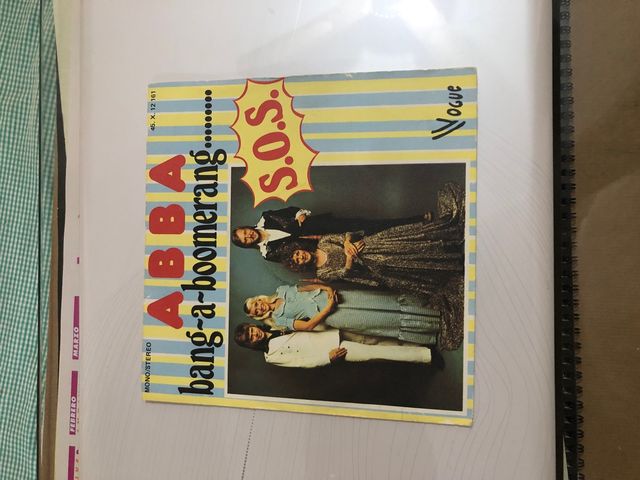 MONO/STEREO
45. X. 12.161
ABBA
bang-a-boomerang.........
S.O.S.
VOGUE
FEBRERO
MARZO